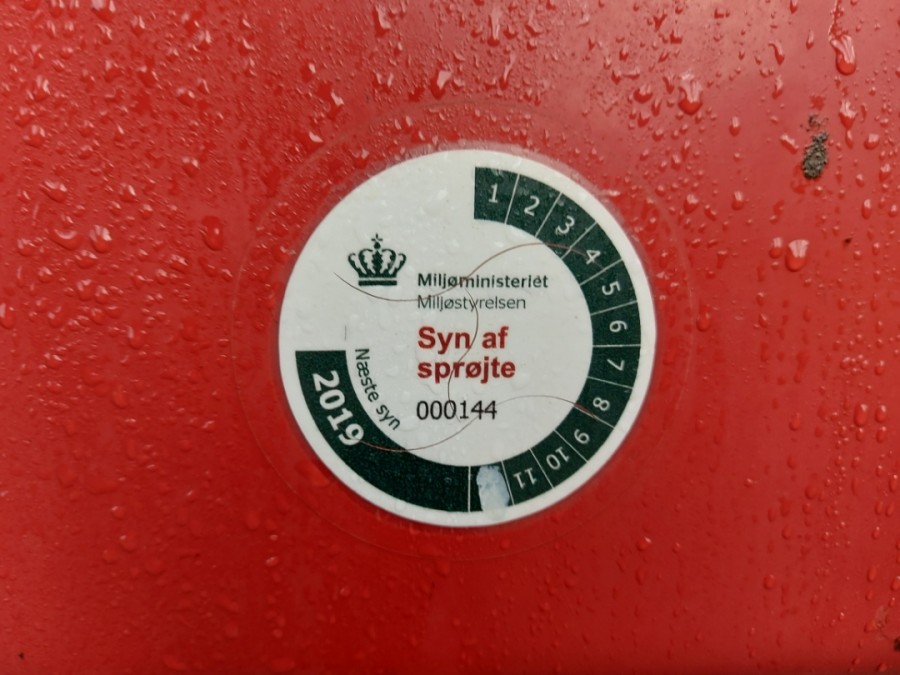 Miljøministeriet
Miljøstyrelsen
Syn af
sprøjte
000144
Næste syn
2019
1 2 3 4 5 6 7 8 9 10 11